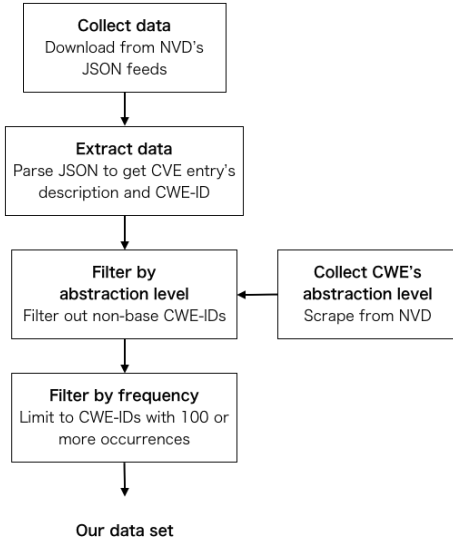 Collect data
Download from NVD's
JSON feeds
Extract data
Parse JSON to get CVE entry's
description and CWE-ID
Filter by
abstraction level
Filter out non-base CWE-IDs
Collect CWE's
abstraction level
Scrape from NVD
Filter by frequency
Limit to CWE-IDs with 100 or
more occurrences
Our data set